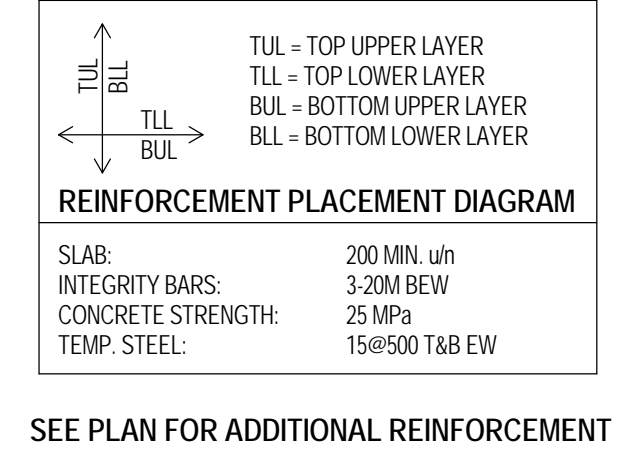 TUL
BLL
TLL
BUL
TUL = TOP UPPER LAYER
TLL = TOP LOWER LAYER
BUL = BOTTOM UPPER LAYER
BLL = BOTTOM LOWER LAYER
REINFORCEMENT PLACEMENT DIAGRAM
SLAB: 200 MIN. u/n
INTEGRITY BARS: 3-20M BEW
CONCRETE STRENGTH: 25 MPa
TEMP. STEEL: 15@500 T&B EW
SEE PLAN FOR ADDITIONAL REINFORCEMENT